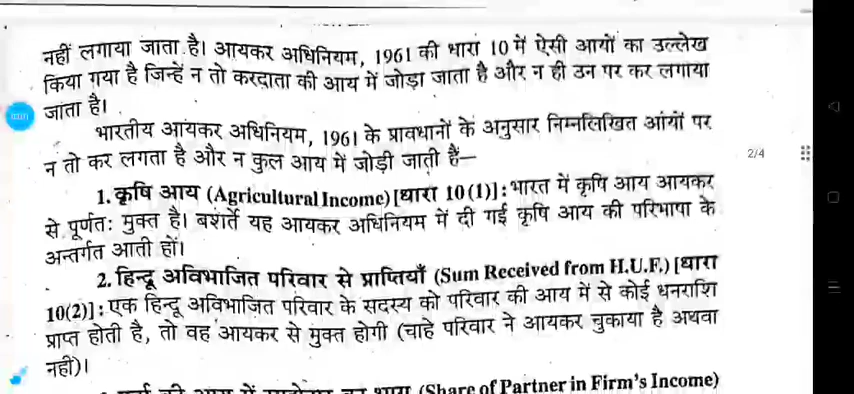 नहीं लगाया जाता है। आयकर अधिनियम, 1961 की धारा 10 में ऐसी आयों का उल्लेख
किया गया है जिन्हें न तो करदाता की आय में जोड़ा जाता है और न ही उन पर कर लगाया
जाता है।
भारतीय आयकर अधिनियम, 1961 के प्रावधानों के अनुसार निम्नलिखित आयों पर
न तो कर लगता है और न कुल आय में जोड़ी जाती हैं—
2/4
1. कृषि आय (Agricultural Income) [धारा 10 (1)] : भारत में कृषि आय आयकर
से पूर्णतः मुक्त है। बशर्ते यह आयकर अधिनियम में दी गई कृषि आय की परिभाषा के
अन्तर्गत आती हों।
2. हिन्दू अविभाजित परिवार से प्राप्तियाँ (Sum Received from H.U.F.) [धारा
10(2)] : एक हिन्दू अविभाजित परिवार के सदस्य को परिवार की आय में से कोई धनराशि
प्राप्त होती है, तो वह आयकर से मुक्त होगी (चाहे परिवार ने आयकर चुकाया है अथवा
नहीं)।
की आय में (Share of Partner in Firm's Income)